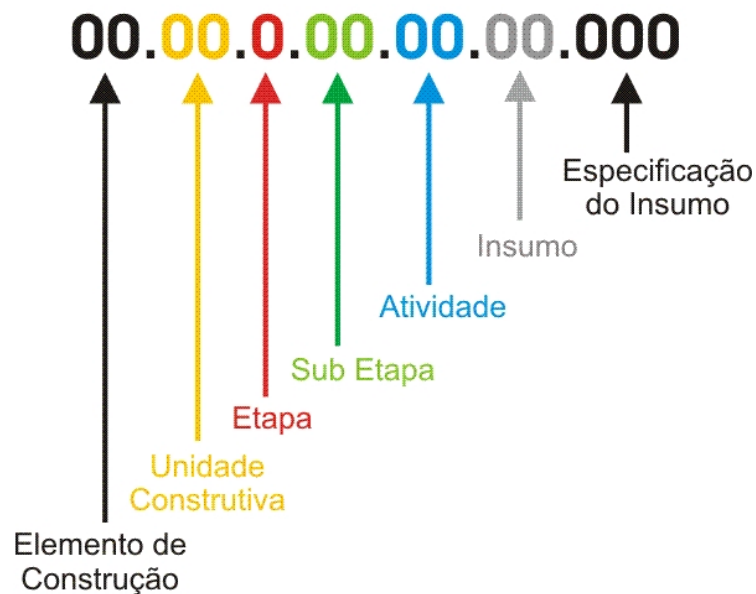 00.00.0.00.00.00.000
Especificação
do Insumo
Insumo
Atividade
Sub Etapa
Etapa
Unidade
Construtiva
Elemento de
Construção